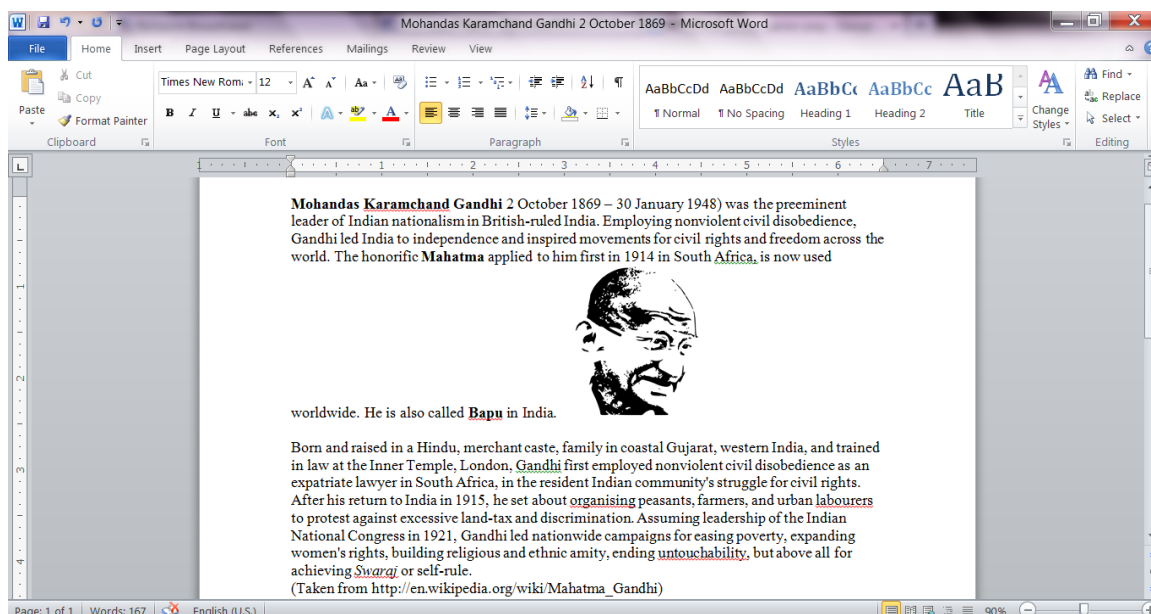 Mohandas Karamchand Gandhi 2 October 1869 - Microsoft Word
File Home Insert Page Layout References Mailings Review View
Cut
Copy
Format Painter
Paste
Clipboard
Times New Rom: 12
Font
Paragraph
AaBbCcDd AaBbCcDd AaBbCc AaBbCc AaB
¶ Normal ¶ No Spacing Heading 1 Heading 2 Title
Change Styles
Styles
Find
Replace
Select
Editing
1 1 2 3 4 5 6 7
Mohandas Karamchand Gandhi 2 October 1869 – 30 January 1948) was the preeminent
leader of Indian nationalism in British-ruled India. Employing nonviolent civil disobedience,
Gandhi led India to independence and inspired movements for civil rights and freedom across the
world. The honorific Mahatma applied to him first in 1914 in South Africa, is now used
worldwide. He is also called Bapu in India.
Born and raised in a Hindu, merchant caste, family in coastal Gujarat, western India, and trained
in law at the Inner Temple, London, Gandhi first employed nonviolent civil disobedience as an
expatriate lawyer in South Africa, in the resident Indian community's struggle for civil rights.
After his return to India in 1915, he set about organising peasants, farmers, and urban labourers
to protest against excessive land-tax and discrimination. Assuming leadership of the Indian
National Congress in 1921, Gandhi led nationwide campaigns for easing poverty, expanding
women's rights, building religious and ethnic amity, ending untouchability, but above all for
achieving Swaraj or self-rule.
(Taken from http://en.wikipedia.org/wiki/Mahatma_Gandhi)
Page: 1 of 1 Words: 167 English (U.S.) 90%